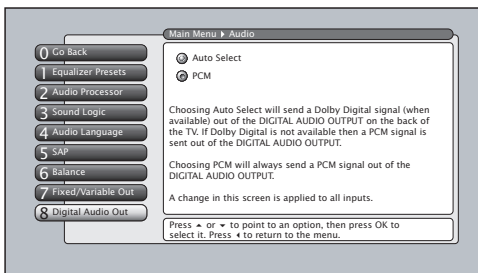 Main Menu ▸ Audio
0 Go Back
1 Equalizer Presets
2 Audio Processor
3 Sound Logic
4 Audio Language
5 SAP
6 Balance
7 Fixed/Variable Out
8 Digital Audio Out
Auto Select
PCM
Choosing Auto Select will send a Dolby Digital signal (when
available) out of the DIGITAL AUDIO OUTPUT on the back of
the TV. If Dolby Digital is not available then a PCM signal is
sent out of the DIGITAL AUDIO OUTPUT.
Choosing PCM will always send a PCM signal out of the
DIGITAL AUDIO OUTPUT.
A change in this screen is applied to all inputs.
Press ▴ or ▾ to point to an option, then press OK to
select it. Press ◂ to return to the menu.